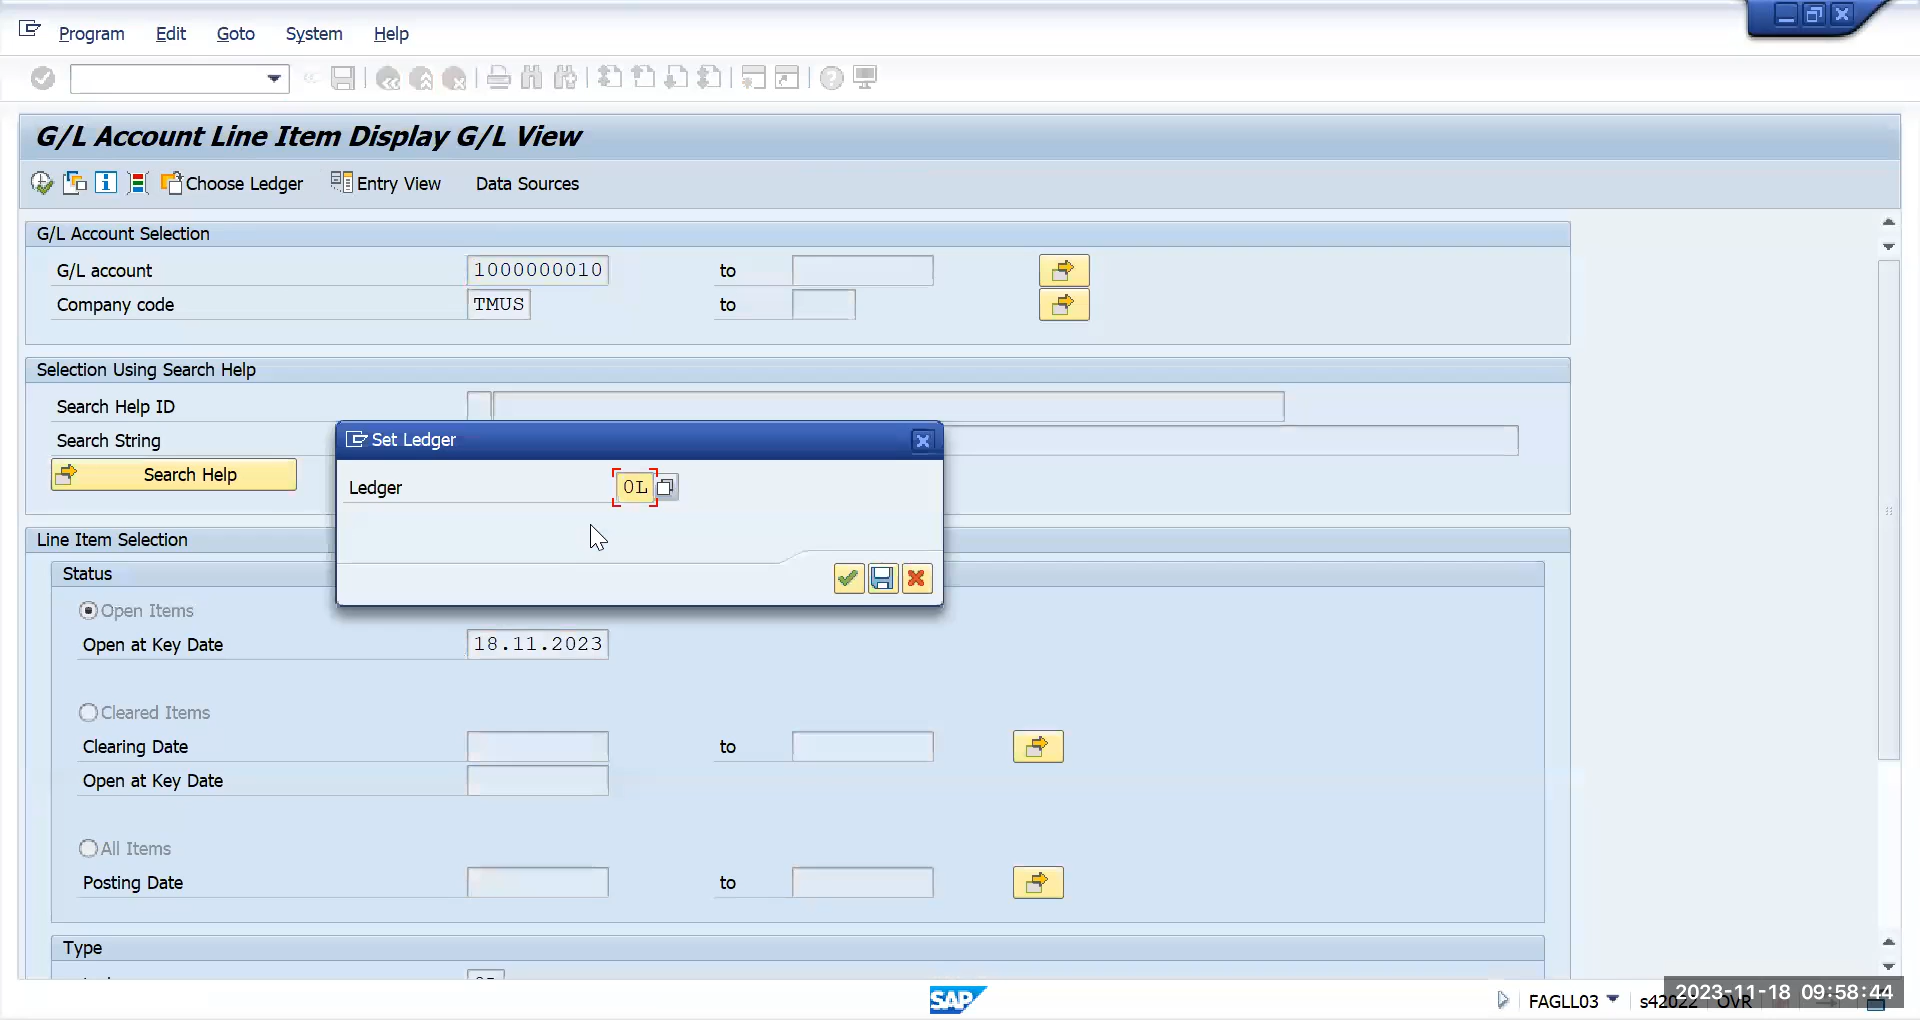 Program Edit Goto System Help
G/L Account Line Item Display G/L View
Choose Ledger Entry View Data Sources
G/L Account Selection
G/L account 1000000010 to
Company code TMUS to
Selection Using Search Help
Search Help ID
Search String
Search Help
Set Ledger
Ledger 0L
Line Item Selection
Status
Open Items
Open at Key Date 18.11.2023
Cleared Items
Clearing Date to
Open at Key Date
All Items
Posting Date to
Type
SAP
FAGLL03 s42022 OVR
2023-11-18 09:58:44